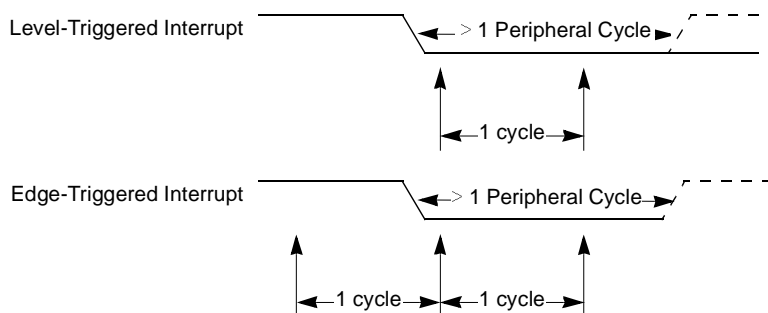 Level-Triggered Interrupt
> 1 Peripheral Cycle
1 cycle
Edge-Triggered Interrupt
> 1 Peripheral Cycle
1 cycle
1 cycle